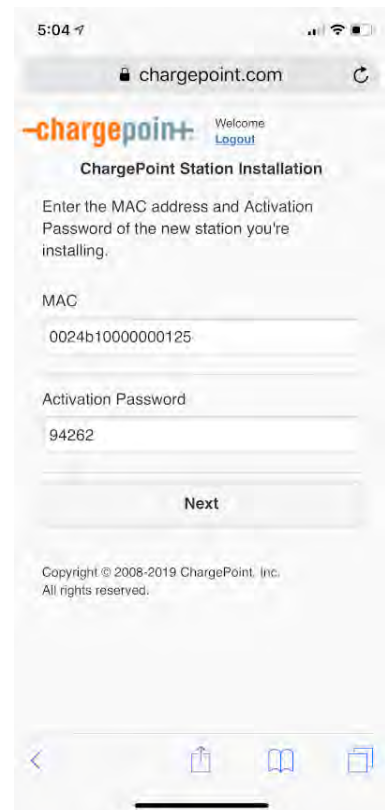 5:04
chargepoint.com
-chargepoin+
Welcome
Logout
ChargePoint Station Installation
Enter the MAC address and Activation
Password of the new station you're
installing.
MAC
0024b10000000125
Activation Password
94262
Next
Copyright © 2008-2019 ChargePoint, Inc.
All rights reserved.